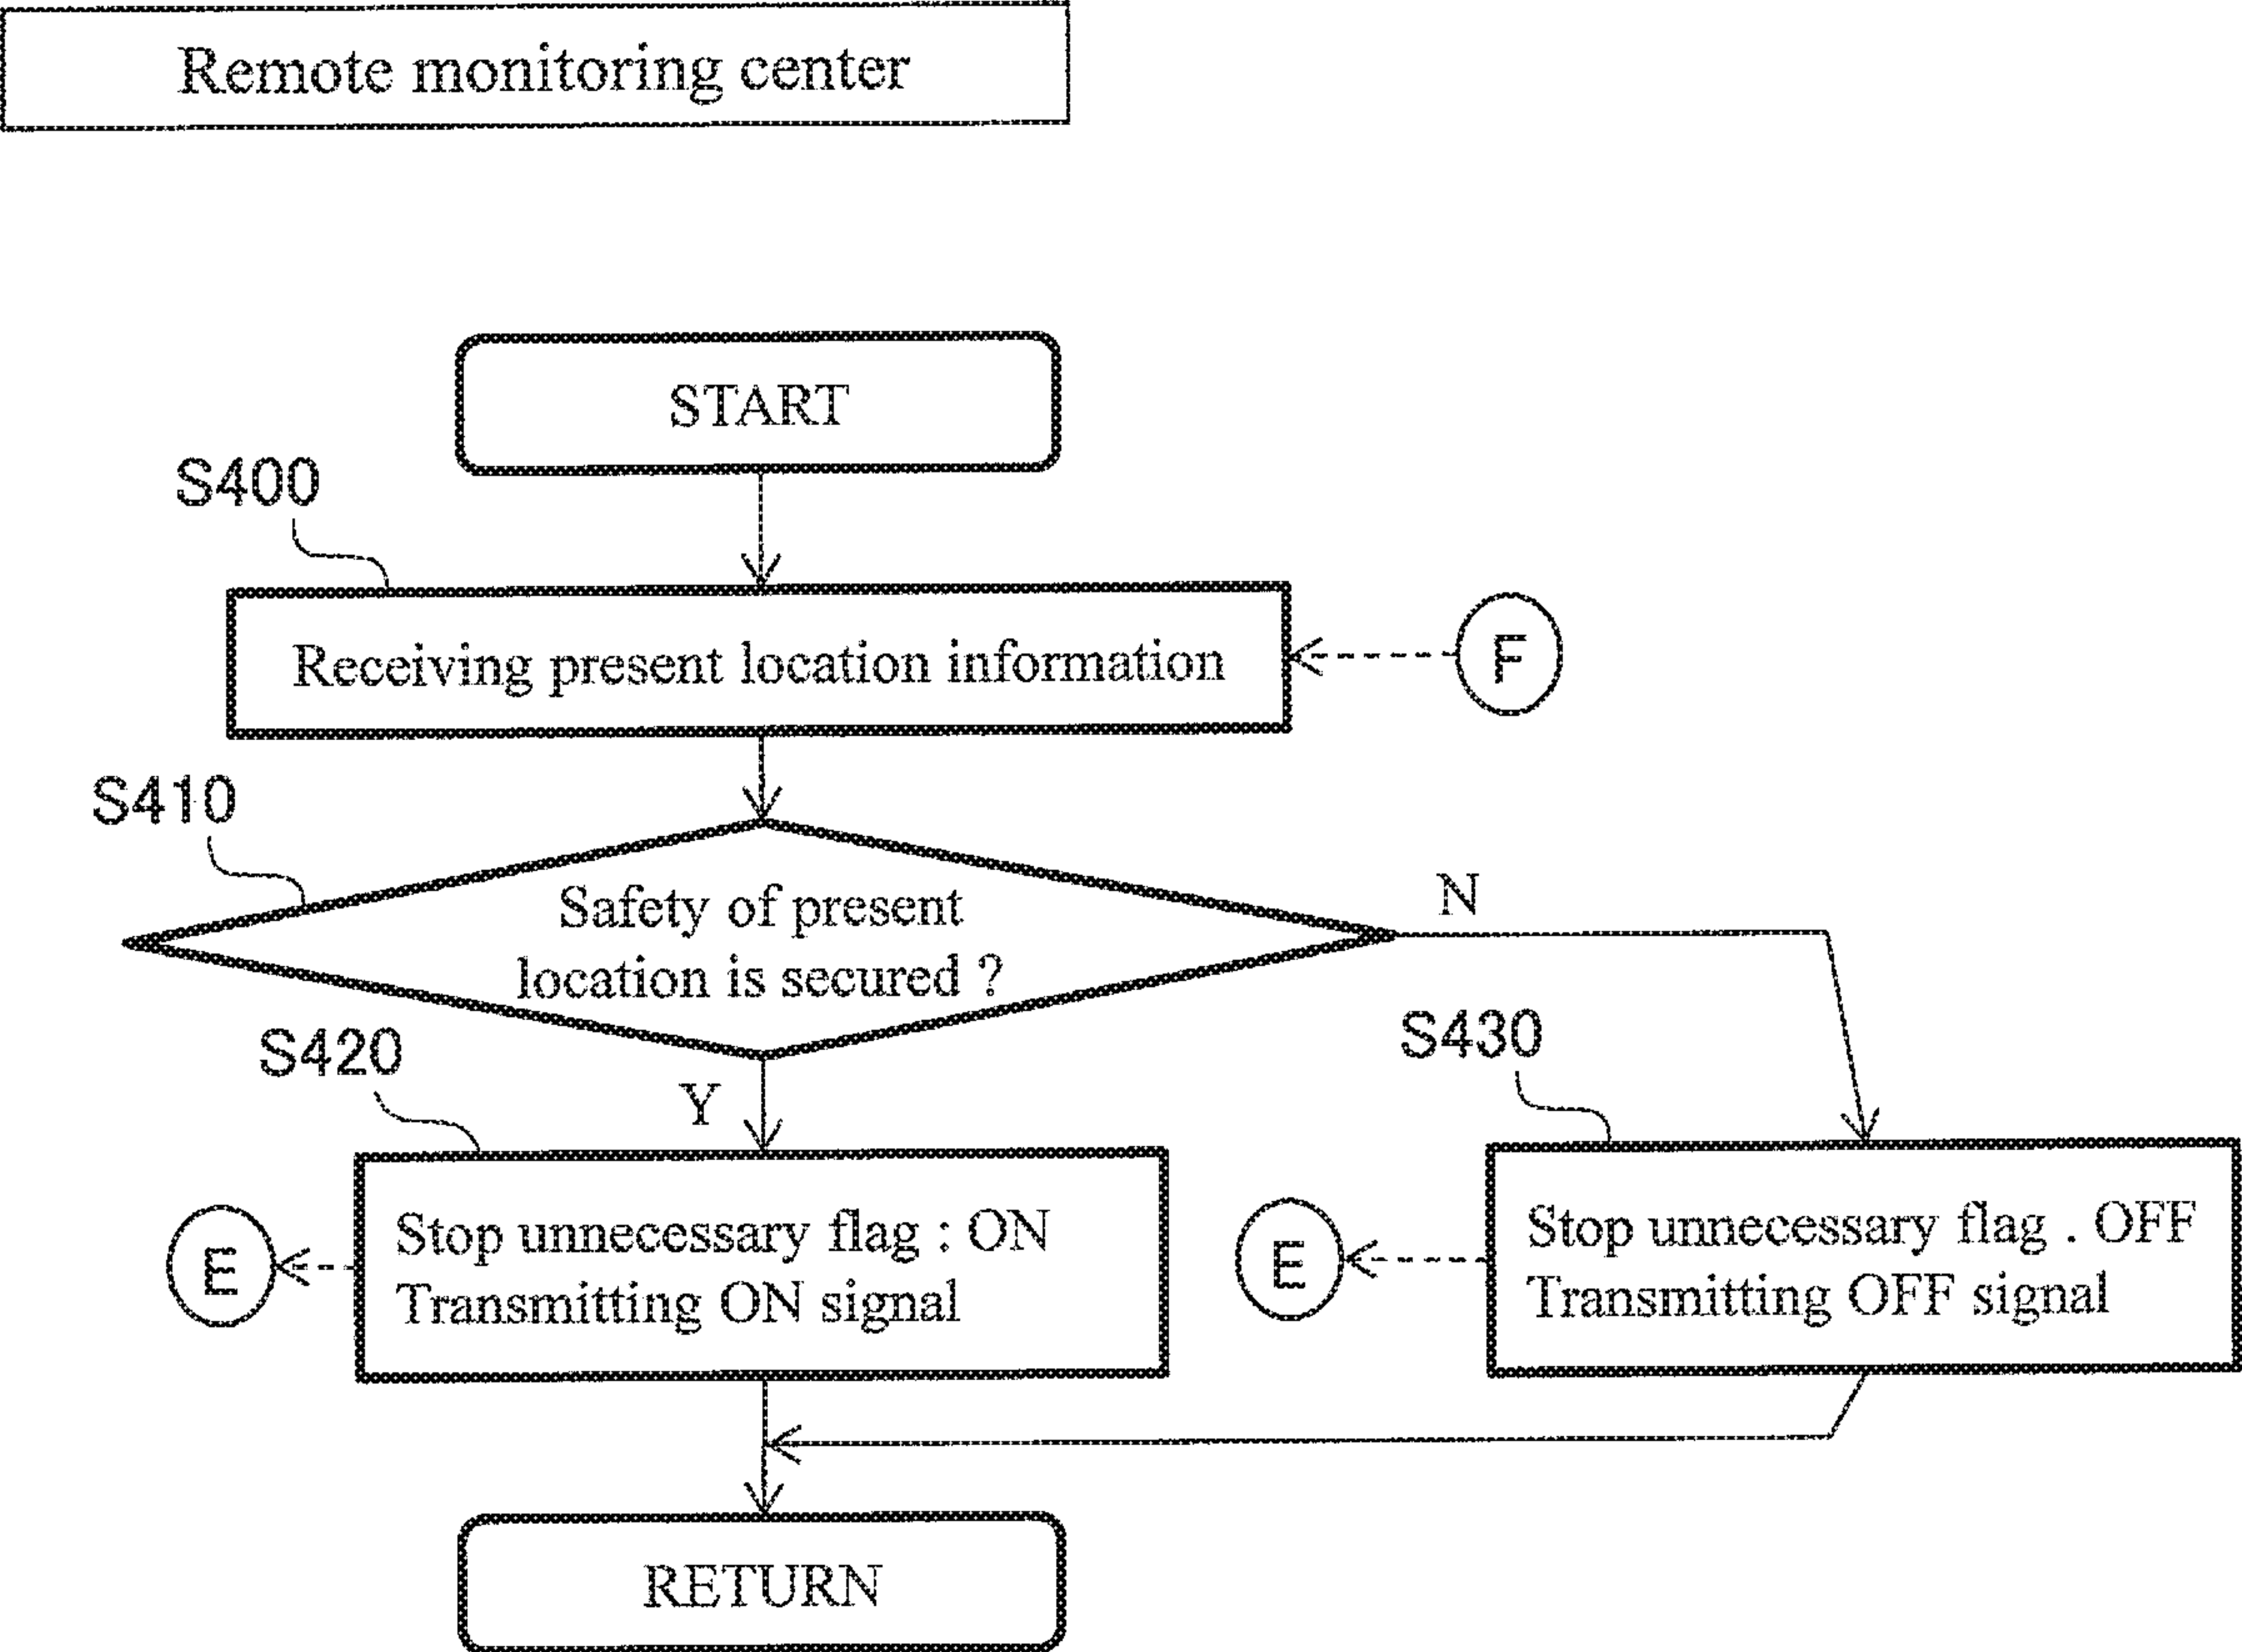 Remote monitoring center
START
S400
Receiving present location information
F
S410
Safety of present
location is secured ?
N
S420
Y
S430
Stop unnecessary flag : ON
Transmitting ON signal
E
Stop unnecessary flag . OFF
Transmitting OFF signal
E
RETURN